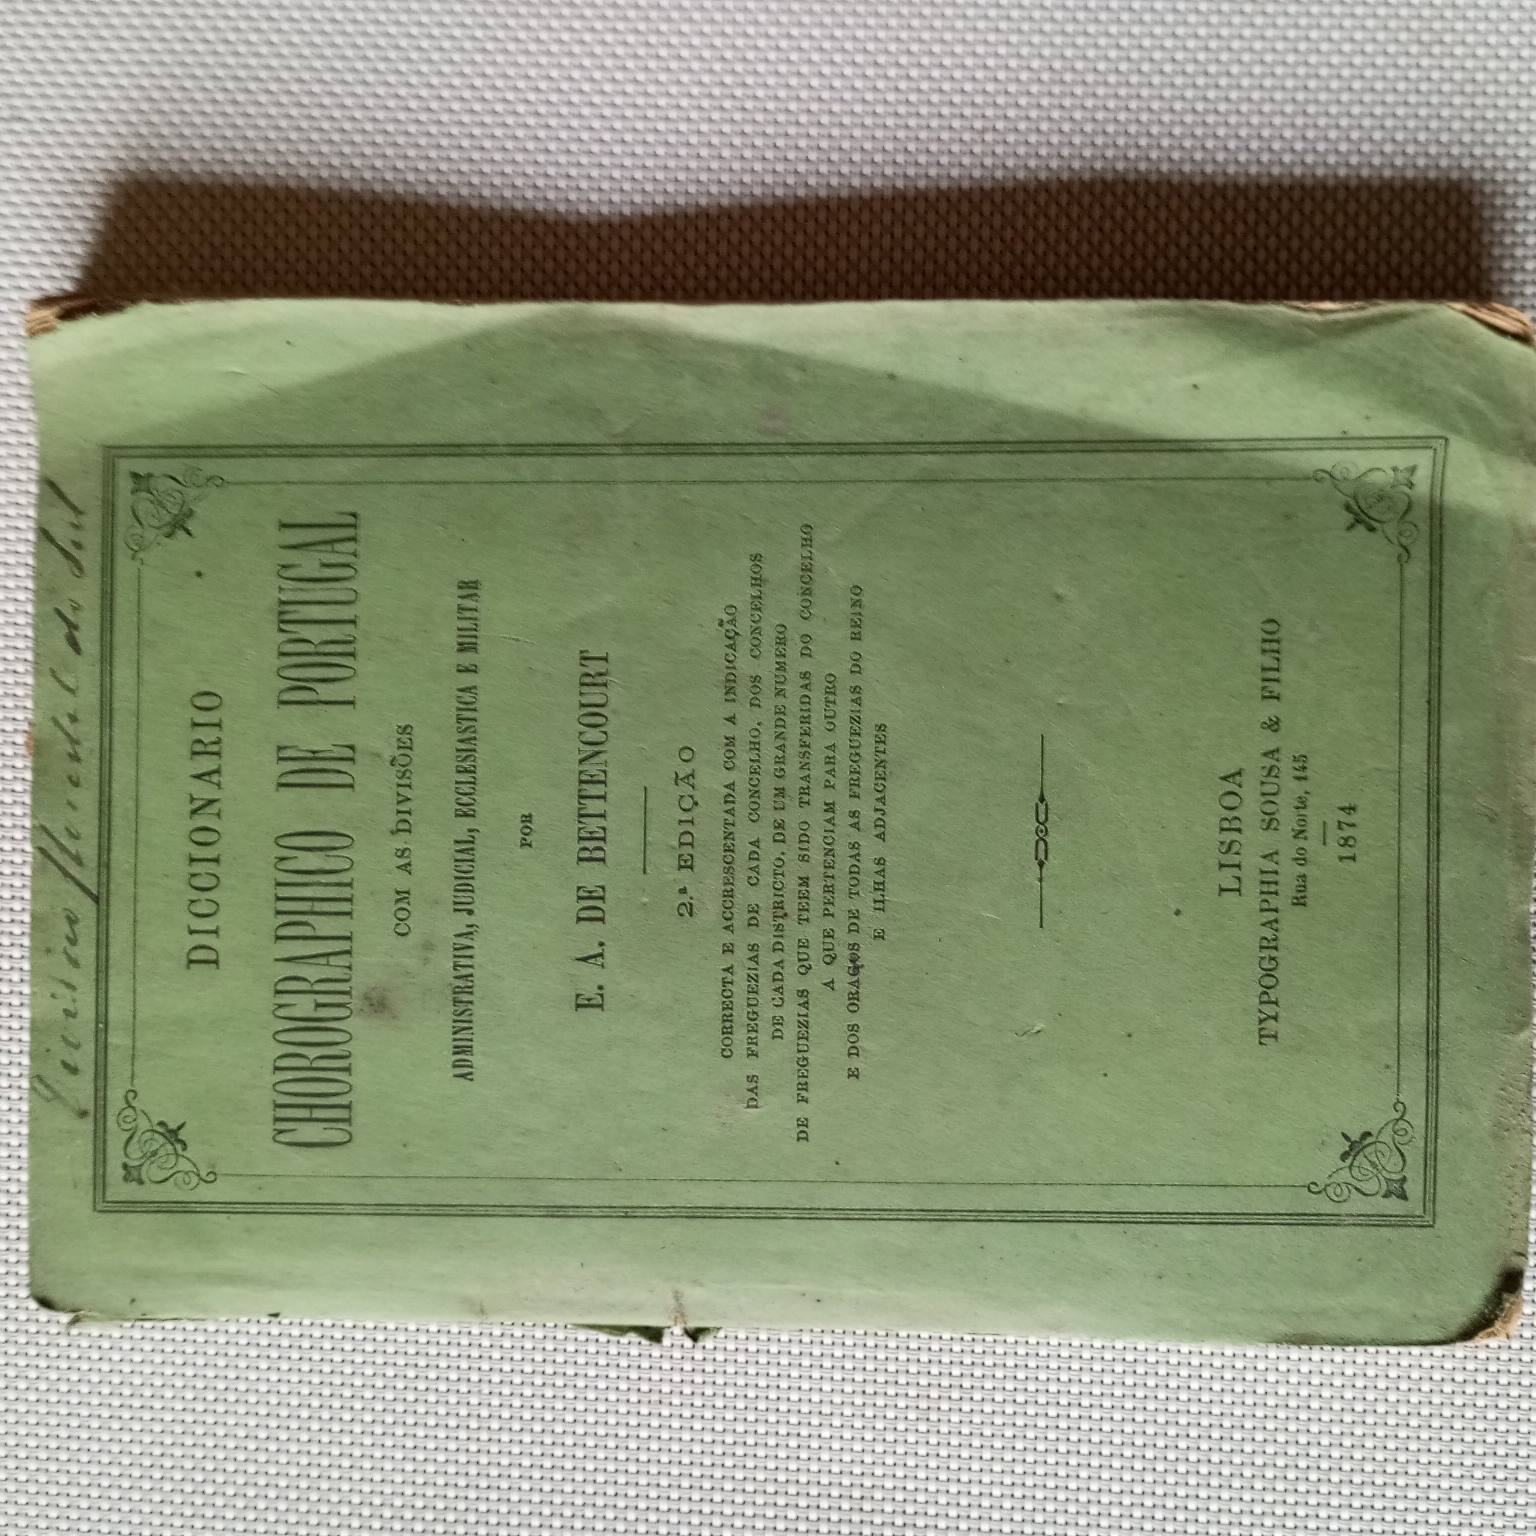 DICCIONARIO
CHOROGRAPHICO DE PORTUGAL
COM AS DIVISÕES
ADMINISTRATIVA, JUDICIAL, ECCLESIASTICA E MILITAR
POR
E. A. DE BETTENCOURT
2.ª EDIÇÃO
CORRECTA E ACCRESCENTADA COM A INDICAÇÃO
DAS FREGUEZIAS DE CADA CONCELHO, DOS CONCELHOS
DE CADA DISTRICTO, DE UM GRANDE NUMERO
DE FREGUEZIAS QUE TEEM SIDO TRANSFERIDAS DO CONCELHO
A QUE PERTENCIAM PARA OUTRO
E DOS ORAGOS DE TODAS AS FREGUEZIAS DO REINO
E ILHAS ADJACENTES
LISBOA
TYPOGRAPHIA SOUSA & FILHO
Rua do Norte, 145
1874